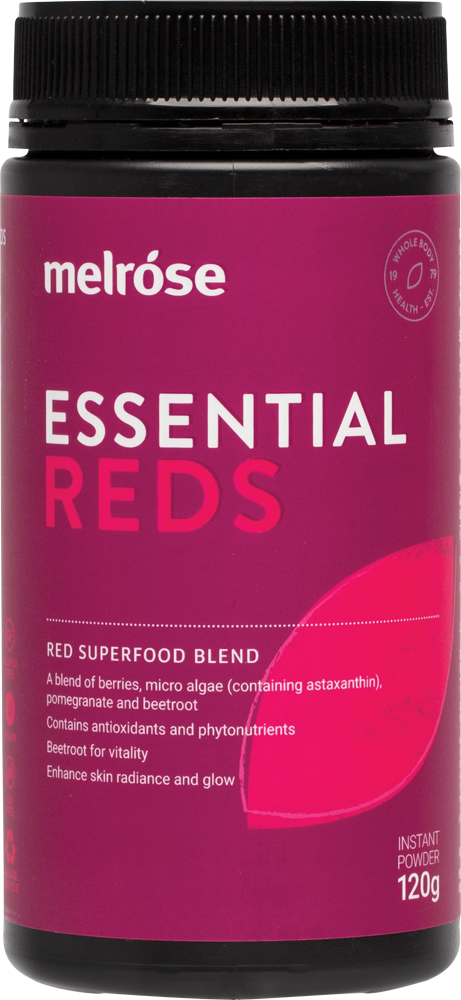 melróse
WHOLE BODY
19 79
HEALTH - EST.
ESSENTIAL
REDS
RED SUPERFOOD BLEND
A blend of berries, micro algae (containing astaxanthin),
pomegranate and beetroot
Contains antioxidants and phytonutrients
Beetroot for vitality
Enhance skin radiance and glow
INSTANT
POWDER
120g